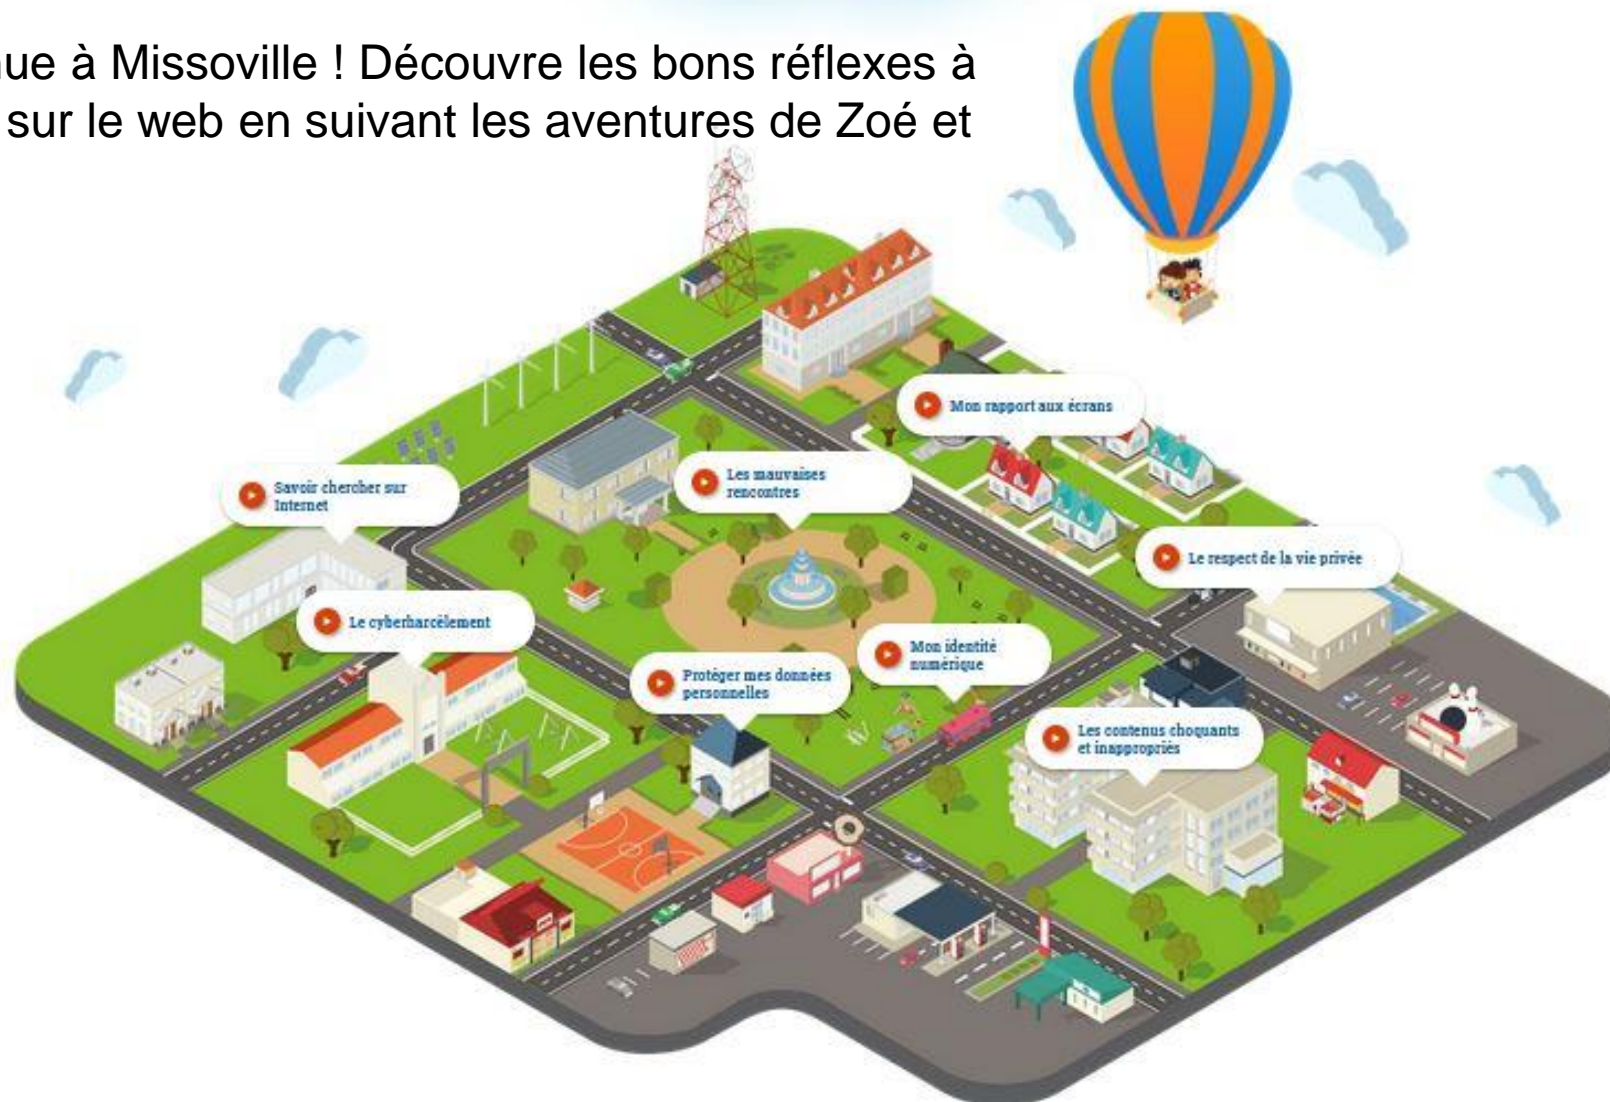 nue à Missoville ! Découvre les bons réflexes à
sur le web en suivant les aventures de Zoé et
Mon rapport aux écrans
Les mauvaises
rencontres
Savoir chercher sur
Internet
Le respect de la vie privée
Le cyberharcèlement
Mon identité
numérique
Protéger mes données
personnelles
Les contenus choquants
et inappropriés